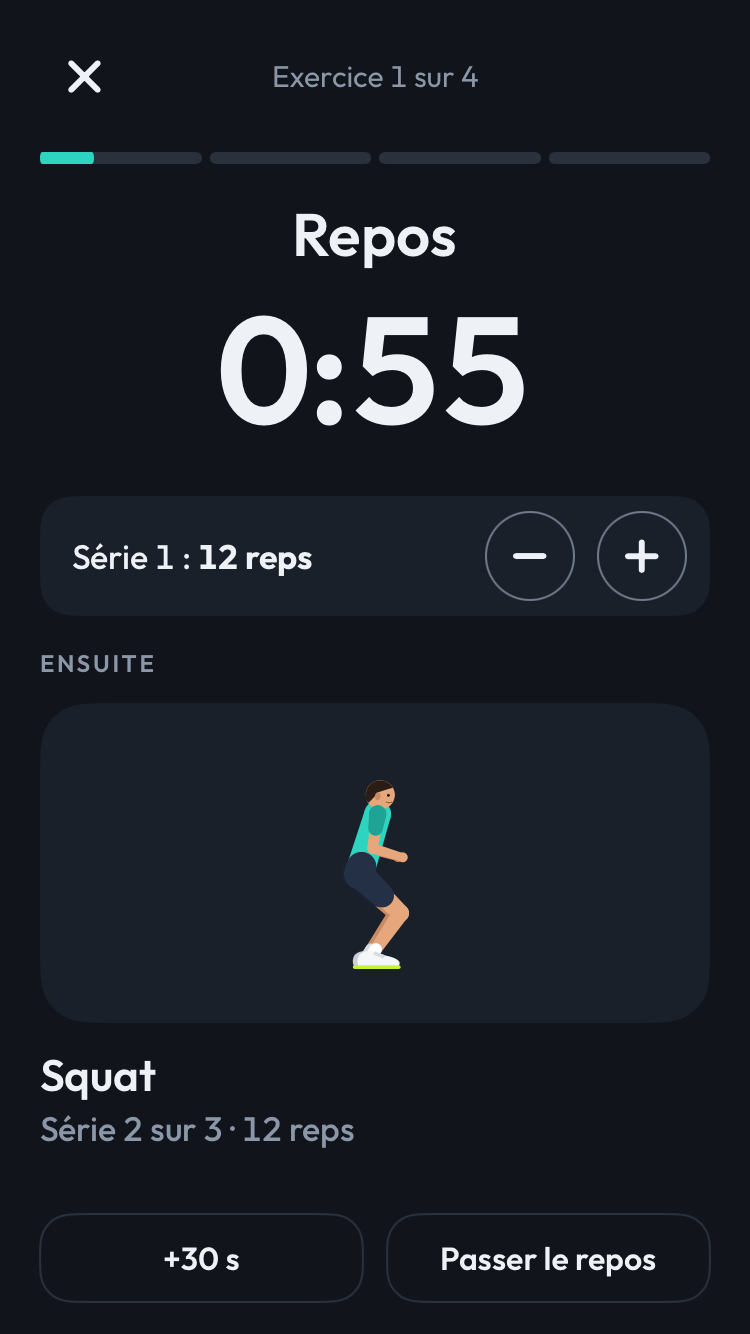 Exercice 1 sur 4
Repos
0:55
Série 1 : 12 reps
ENSUITE
Squat
Série 2 sur 3 · 12 reps
+30 s
Passer le repos